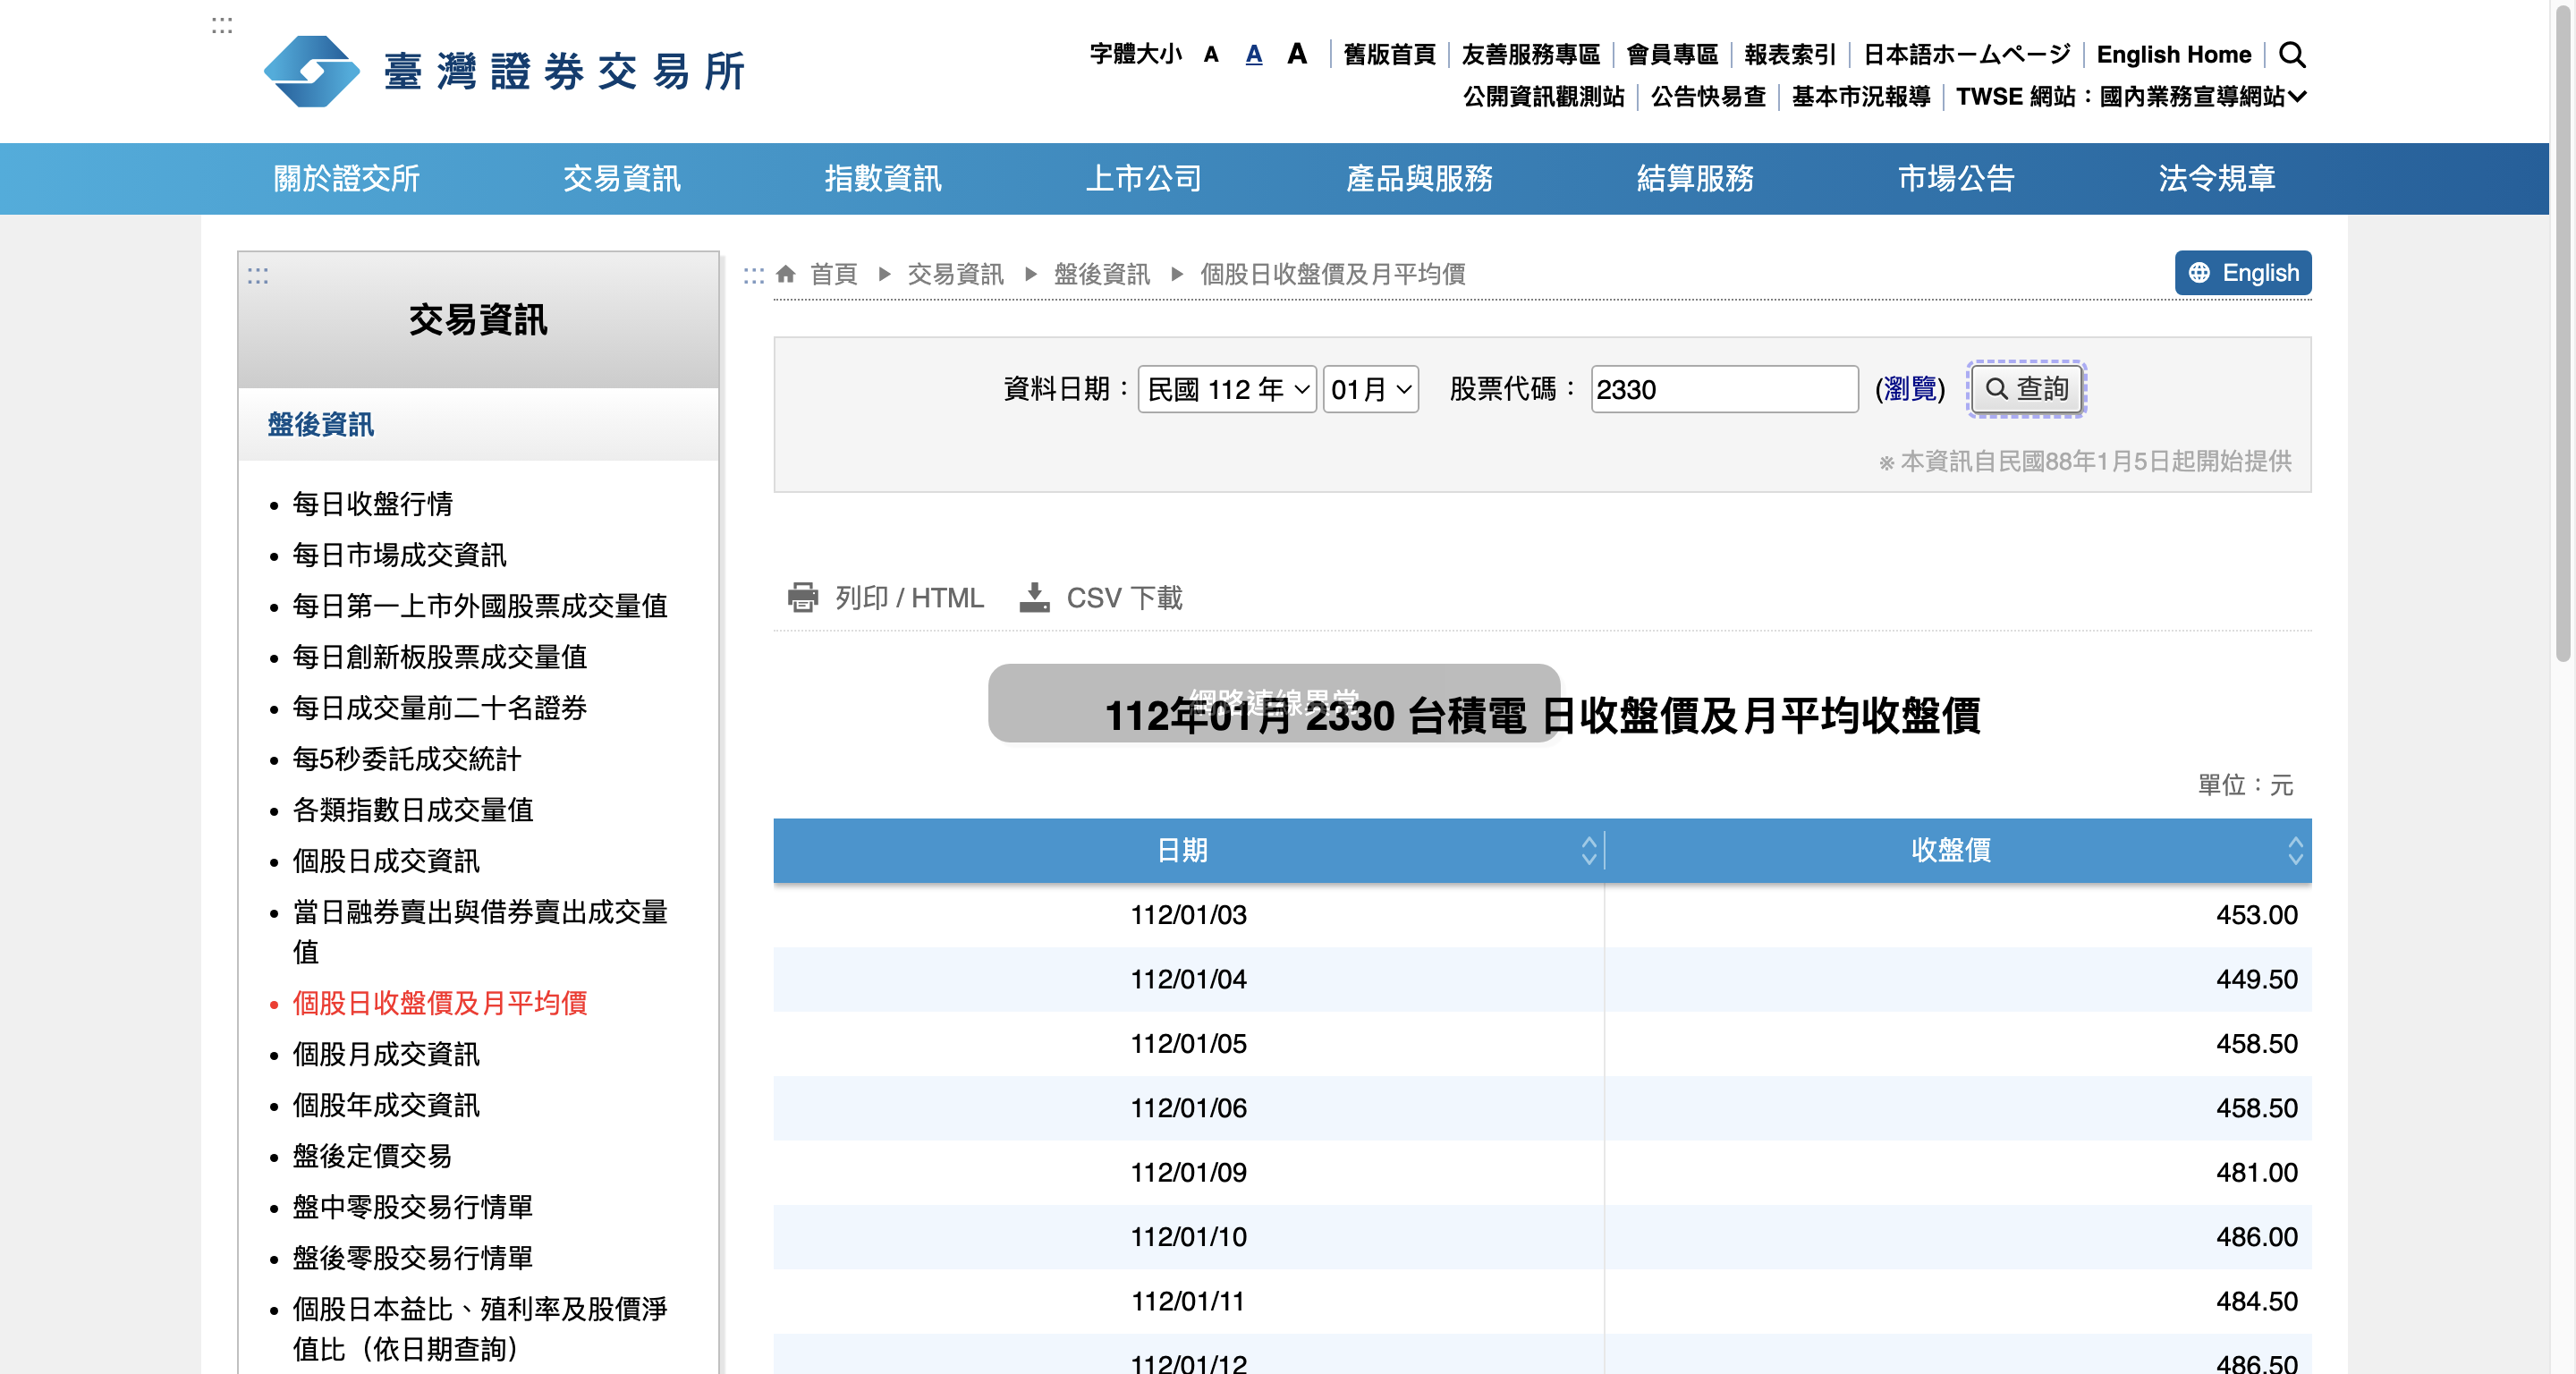 臺灣證券交易所
字體大小 A A A 舊版首頁 友善服務專區 會員專區 報表索引 日本語ホームページ English Home
公開資訊觀測站 公告快易查 基本市況報導 TWSE 網站：國內業務宣導網站
關於證交所 交易資訊 指數資訊 上市公司 產品與服務 結算服務 市場公告 法令規章
交易資訊
盤後資訊
每日收盤行情
每日市場成交資訊
每日第一上市外國股票成交量值
每日創新板股票成交量值
每日成交量前二十名證券
每5秒委託成交統計
各類指數日成交量值
個股日成交資訊
當日融券賣出與借券賣出成交量
值
個股日收盤價及月平均價
個股月成交資訊
個股年成交資訊
盤後定價交易
盤中零股交易行情單
盤後零股交易行情單
個股日本益比、殖利率及股價淨
值比（依日期查詢）
首頁 交易資訊 盤後資訊 個股日收盤價及月平均價
English
資料日期： 民國 112 年 01月 股票代碼： 2330 (瀏覽) 查詢
※ 本資訊自民國88年1月5日起開始提供
列印 / HTML CSV 下載
網路連線異常
112年01月 2330 台積電 日收盤價及月平均收盤價
單位：元
日期 收盤價
112/01/03 453.00
112/01/04 449.50
112/01/05 458.50
112/01/06 458.50
112/01/09 481.00
112/01/10 486.00
112/01/11 484.50
112/01/12 486.50